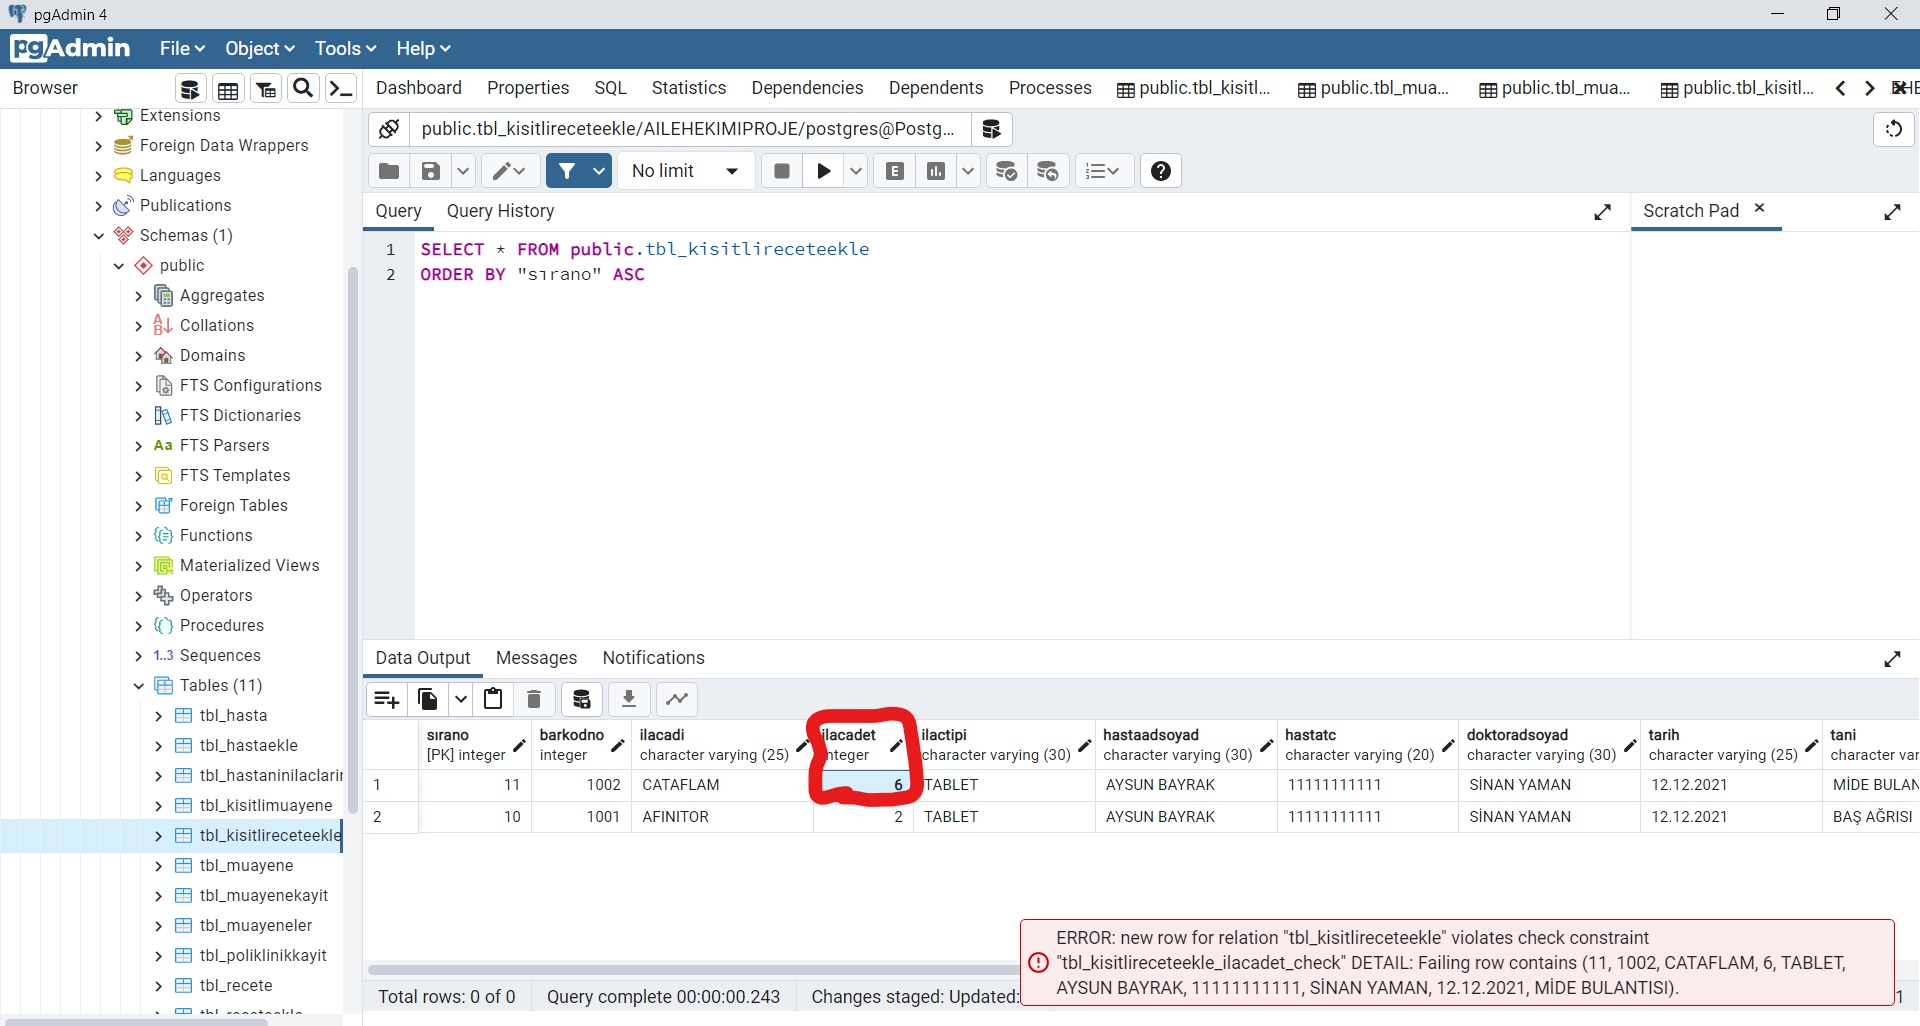 pgAdmin 4
pgAdmin File Object Tools Help
Browser
Dashboard Properties SQL Statistics Dependencies Dependents Processes public.tbl_kisitl... public.tbl_mua... public.tbl_mua... public.tbl_kisitl...
public.tbl_kisitlireceteekle/AILEHEKIMIPROJE/postgres@Postg...
No limit
E
Query Query History
Scratch Pad
1 SELECT * FROM public.tbl_kisitlireceteekle
2 ORDER BY "sırano" ASC
Extensions
Foreign Data Wrappers
Languages
Publications
Schemas (1)
public
Aggregates
Collations
Domains
FTS Configurations
FTS Dictionaries
Aa FTS Parsers
FTS Templates
Foreign Tables
Functions
Materialized Views
Operators
Procedures
1..3 Sequences
Tables (11)
tbl_hasta
tbl_hastaekle
tbl_hastaninilaclarir
tbl_kisitlimuayene
tbl_kisitlireceteekle
tbl_muayene
tbl_muayenekayit
tbl_muayeneler
tbl_poliklinikkayit
tbl_recete
Data Output Messages Notifications
sırano barkodno ilacadi ilacadet ilactipi hastaadsoyad hastatc doktoradsoyad tarih tani
[PK] integer integer character varying (25) integer character varying (30) character varying (30) character varying (20) character varying (30) character varying (25) character var
1 11 1002 CATAFLAM 6 TABLET AYSUN BAYRAK 11111111111 SİNAN YAMAN 12.12.2021 MİDE BULAN
2 10 1001 AFINITOR 2 TABLET AYSUN BAYRAK 11111111111 SİNAN YAMAN 12.12.2021 BAŞ AĞRISI
ERROR: new row for relation "tbl_kisitlireceteekle" violates check constraint
"tbl_kisitlireceteekle_ilacadet_check" DETAIL: Failing row contains (11, 1002, CATAFLAM, 6, TABLET,
AYSUN BAYRAK, 11111111111, SİNAN YAMAN, 12.12.2021, MİDE BULANTISI).
Total rows: 0 of 0 Query complete 00:00:00.243 Changes staged: Updated: 1